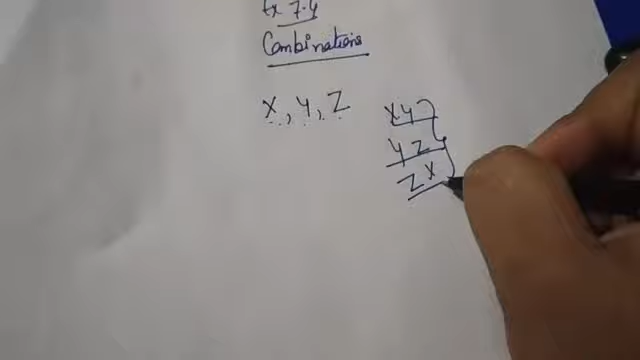 Ex 7.4
Combinations
X, Y, Z
XY
YZ
ZX